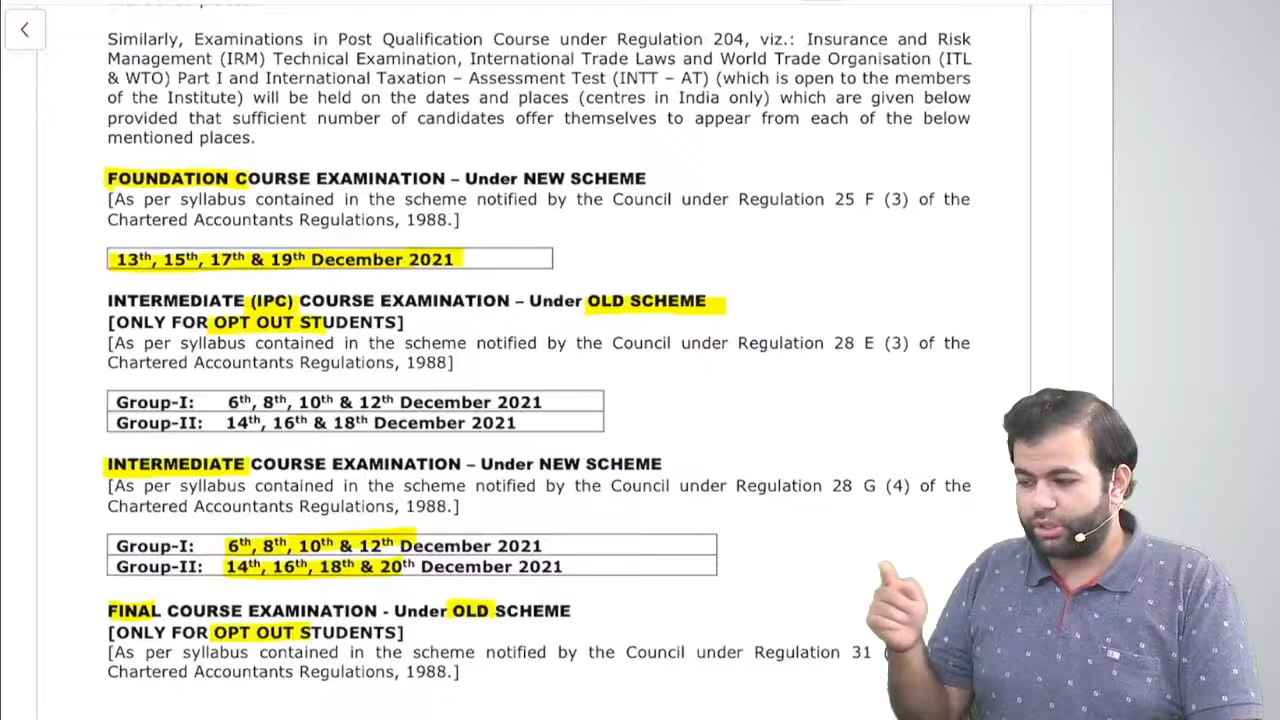 Similarly, Examinations in Post Qualification Course under Regulation 204, viz.: Insurance and Risk
Management (IRM) Technical Examination, International Trade Laws and World Trade Organisation (ITL
& WTO) Part I and International Taxation – Assessment Test (INTT – AT) (which is open to the members
of the Institute) will be held on the dates and places (centres in India only) which are given below
provided that sufficient number of candidates offer themselves to appear from each of the below
mentioned places.
FOUNDATION COURSE EXAMINATION – Under NEW SCHEME
[As per syllabus contained in the scheme notified by the Council under Regulation 25 F (3) of the
Chartered Accountants Regulations, 1988.]
13th, 15th, 17th & 19th December 2021
INTERMEDIATE (IPC) COURSE EXAMINATION – Under OLD SCHEME
[ONLY FOR OPT OUT STUDENTS]
[As per syllabus contained in the scheme notified by the Council under Regulation 28 E (3) of the
Chartered Accountants Regulations, 1988]
Group-I: 6th, 8th, 10th & 12th December 2021
Group-II: 14th, 16th & 18th December 2021
INTERMEDIATE COURSE EXAMINATION – Under NEW SCHEME
[As per syllabus contained in the scheme notified by the Council under Regulation 28 G (4) of the
Chartered Accountants Regulations, 1988.]
Group-I: 6th, 8th, 10th & 12th December 2021
Group-II: 14th, 16th, 18th & 20th December 2021
FINAL COURSE EXAMINATION - Under OLD SCHEME
[ONLY FOR OPT OUT STUDENTS]
[As per syllabus contained in the scheme notified by the Council under Regulation 31
Chartered Accountants Regulations, 1988.]